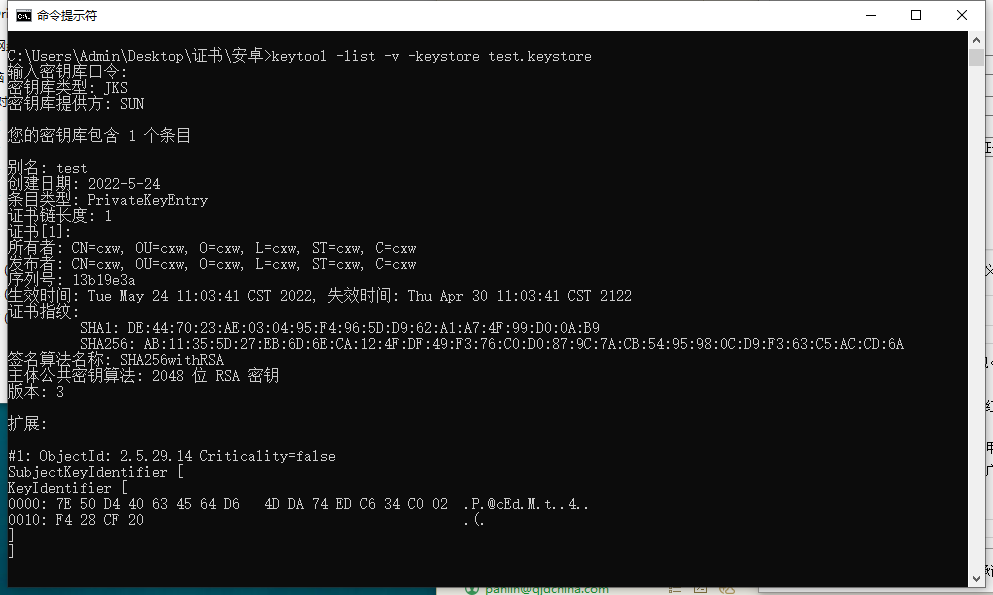 命令提示符
C:\Users\Admin\Desktop\证书\安卓>keytool -list -v -keystore test.keystore
输入密钥库口令:
密钥库类型: JKS
密钥库提供方: SUN
您的密钥库包含 1 个条目
别名: test
创建日期: 2022-5-24
条目类型: PrivateKeyEntry
证书链长度: 1
证书[1]:
所有者: CN=cxw, OU=cxw, O=cxw, L=cxw, ST=cxw, C=cxw
发布者: CN=cxw, OU=cxw, O=cxw, L=cxw, ST=cxw, C=cxw
序列号: 13b19e3a
生效时间: Tue May 24 11:03:41 CST 2022, 失效时间: Thu Apr 30 11:03:41 CST 2122
证书指纹:
SHA1: DE:44:70:23:AE:03:04:95:F4:96:5D:D9:62:A1:A7:4F:99:D0:0A:B9
SHA256: AB:11:35:5D:27:EB:6D:6E:CA:12:4F:DF:49:F3:76:C0:D0:87:9C:7A:CB:54:95:98:0C:D9:F3:63:C5:AC:CD:6A
签名算法名称: SHA256withRSA
主体公共密钥算法: 2048 位 RSA 密钥
版本: 3
扩展:
#1: ObjectId: 2.5.29.14 Criticality=false
SubjectKeyIdentifier [
KeyIdentifier [
0000: 7E 50 D4 40 63 45 64 D6   4D DA 74 ED C6 34 C0 02  .P.@cEd.M.t..4..
0010: F4 28 CF 20                                        .(.
]
]